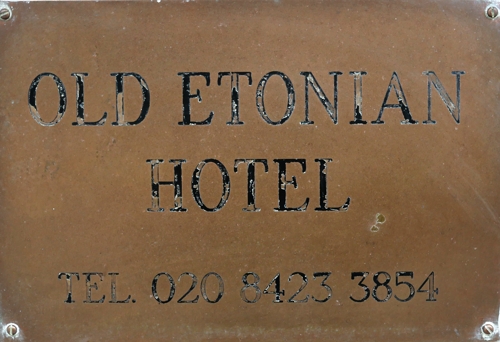 OLD ETONIAN
HOTEL
TEL. 020 8423 3854